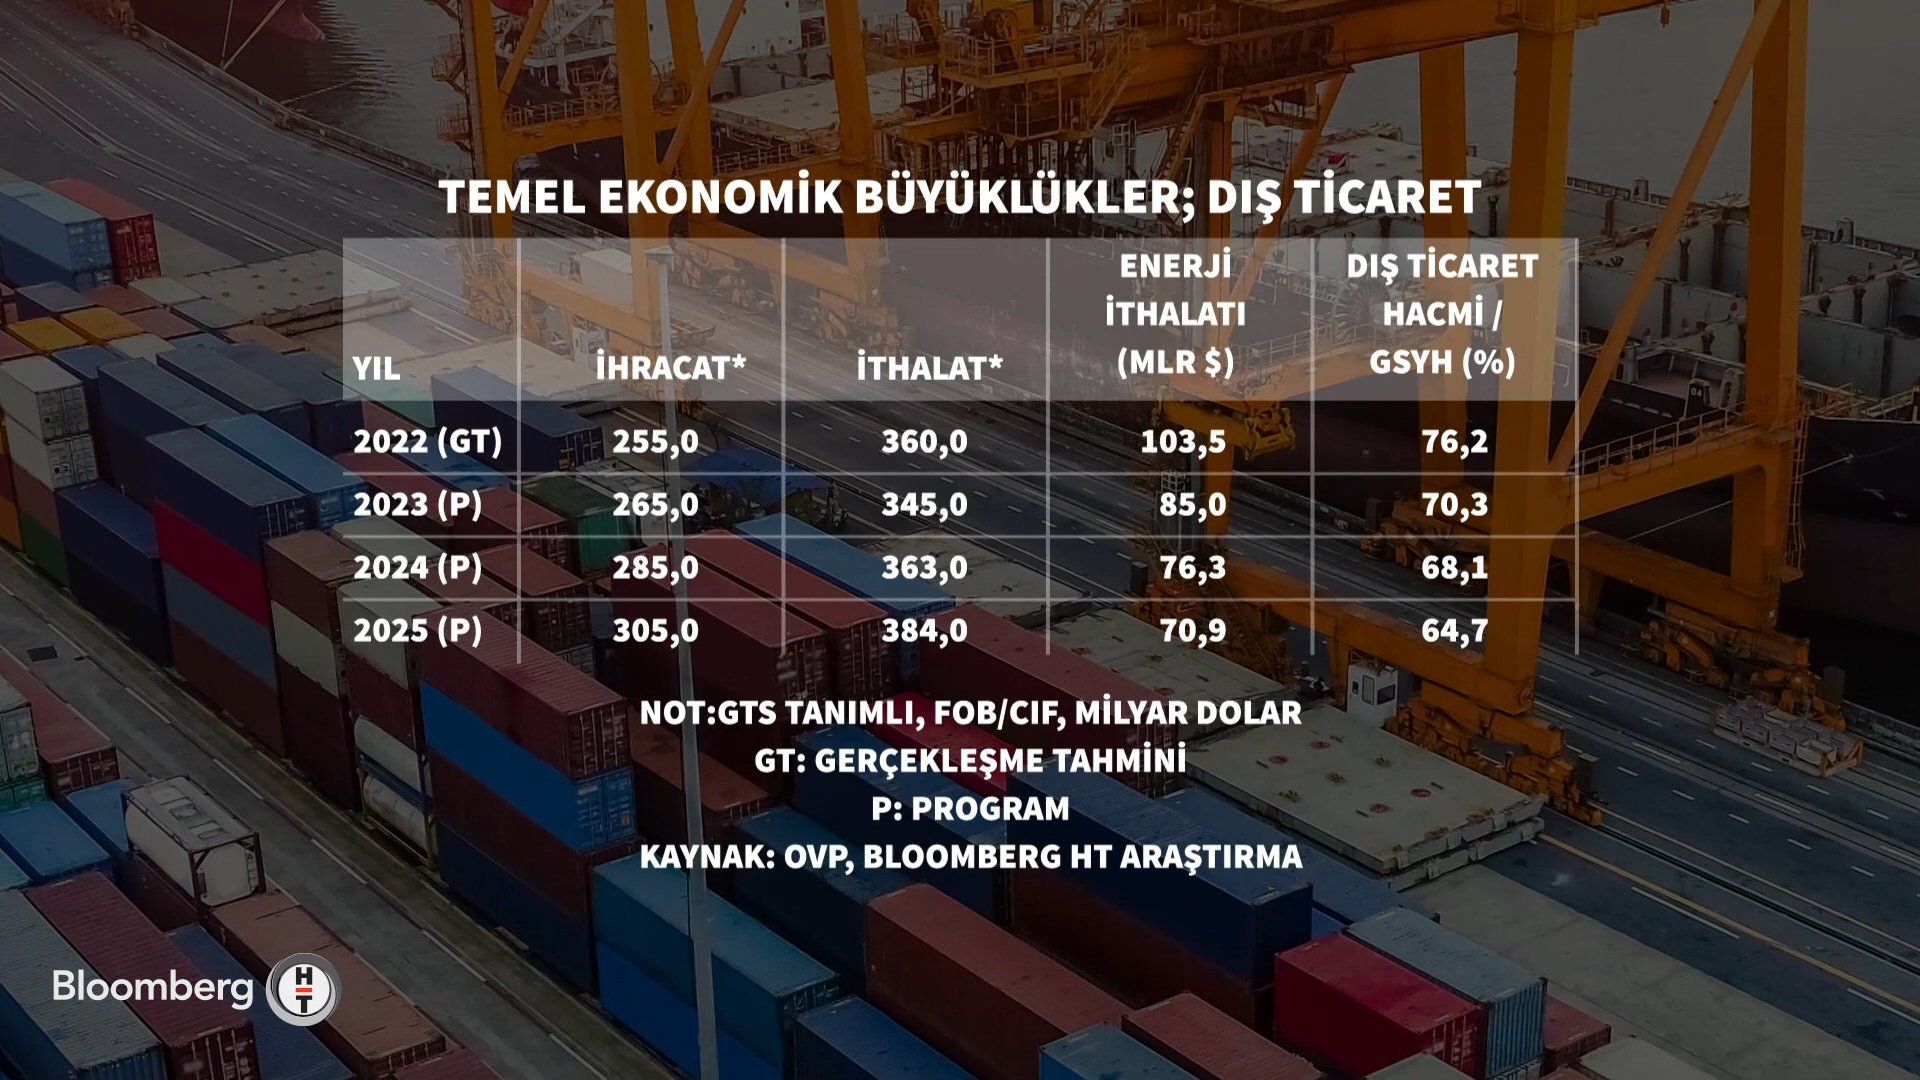 TEMEL EKONOMİK BÜYÜKLÜKLER; DIŞ TİCARET
YIL İHRACAT* İTHALAT* ENERJİ İTHALATI (MLR $) DIŞ TİCARET HACMİ / GSYH (%)
2022 (GT) 255,0 360,0 103,5 76,2
2023 (P) 265,0 345,0 85,0 70,3
2024 (P) 285,0 363,0 76,3 68,1
2025 (P) 305,0 384,0 70,9 64,7
NOT:GTS TANIMLI, FOB/CIF, MİLYAR DOLAR
GT: GERÇEKLEŞME TAHMİNİ
P: PROGRAM
KAYNAK: OVP, BLOOMBERG HT ARAŞTIRMA
Bloomberg HT